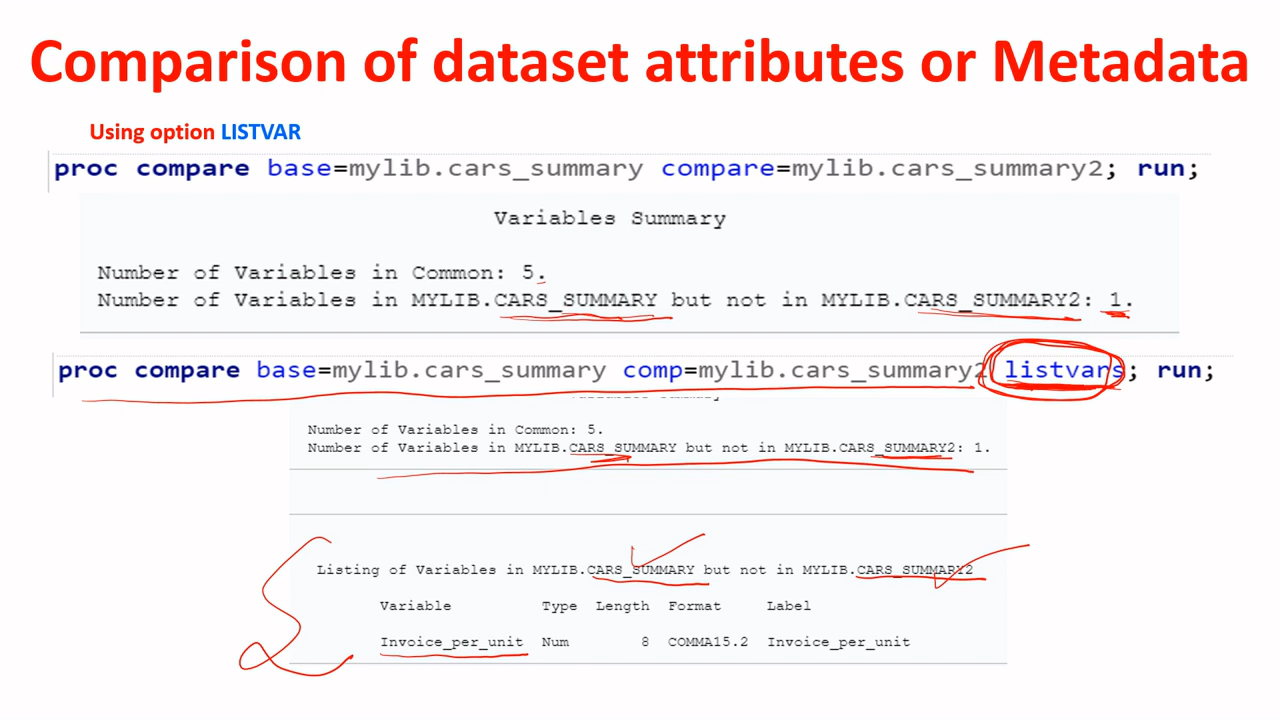 Comparison of dataset attributes or Metadata
Using option LISTVAR
proc compare base=mylib.cars_summary compare=mylib.cars_summary2; run;
Variables Summary
Number of Variables in Common: 5.
Number of Variables in MYLIB.CARS_SUMMARY but not in MYLIB.CARS_SUMMARY2: 1.
proc compare base=mylib.cars_summary comp=mylib.cars_summary2 listvars; run;
Number of Variables in Common: 5.
Number of Variables in MYLIB.CARS_SUMMARY but not in MYLIB.CARS_SUMMARY2: 1.
Listing of Variables in MYLIB.CARS_SUMMARY but not in MYLIB.CARS_SUMMARY2
Variable Type Length Format Label
Invoice_per_unit Num 8 COMMA15.2 Invoice_per_unit